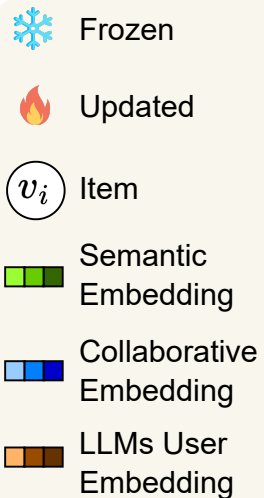 Frozen
Updated
v_i Item
Semantic
Embedding
Collaborative
Embedding
LLMs User
Embedding